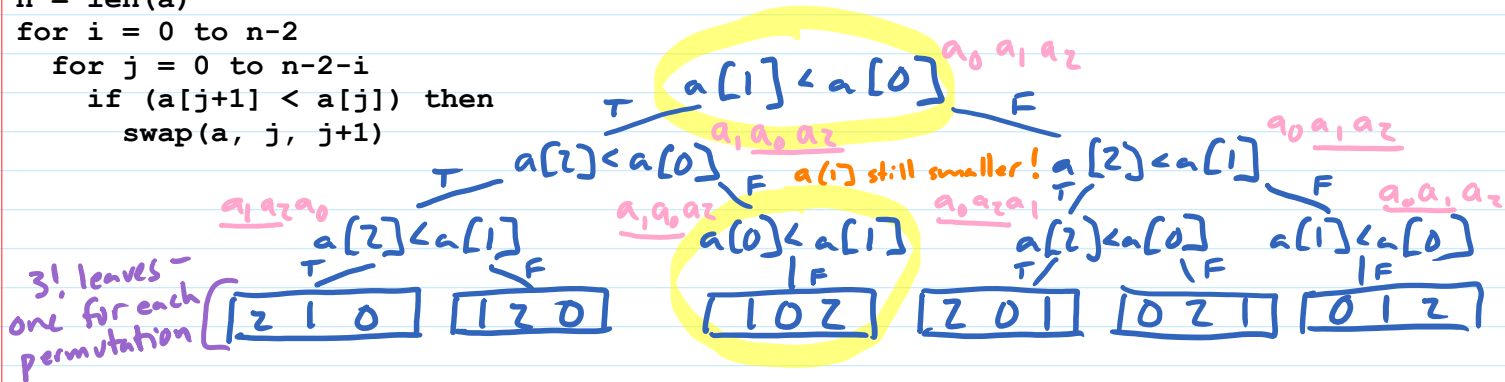 n = len(a)
for i = 0 to n-2
for j = 0 to n-2-i
if (a[j+1] < a[j]) then
swap(a, j, j+1)
a[1] < a[0]
a₀ a₁ a₂
T
F
a₁ a₀ a₂
a₀ a₁ a₂
a[2] < a[0]
a[1] still smaller!
a[2] < a[1]
T
F
T
F
a₁ a₂ a₀
a₁ a₀ a₂
a₀ a₂ a₁
a₀ a₁ a₂
a[2] < a[1]
a[0] < a[1]
a[2] < a[0]
a[1] < a[0]
T
F
F
T
F
F
3! leaves -
one for each
permutation
2 1 0
1 2 0
1 0 2
2 0 1
0 2 1
0 1 2